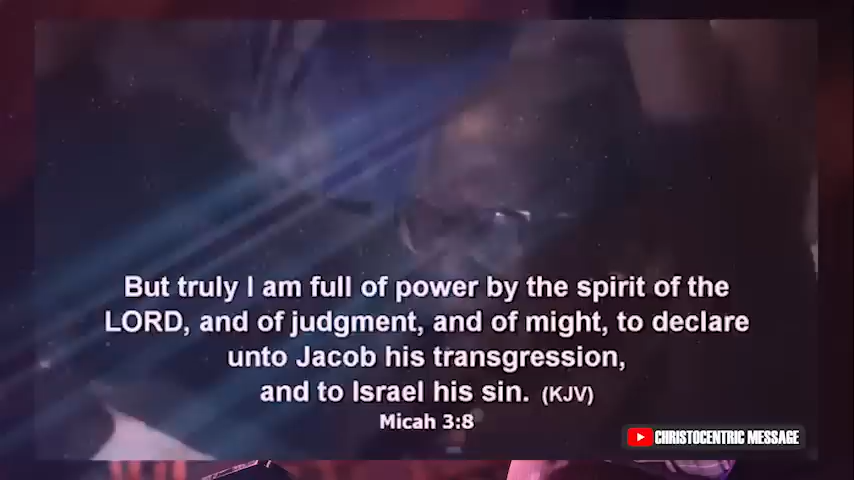 But truly I am full of power by the spirit of the
LORD, and of judgment, and of might, to declare
unto Jacob his transgression,
and to Israel his sin. (KJV)
Micah 3:8
CHRISTOCENTRIC MESSAGE